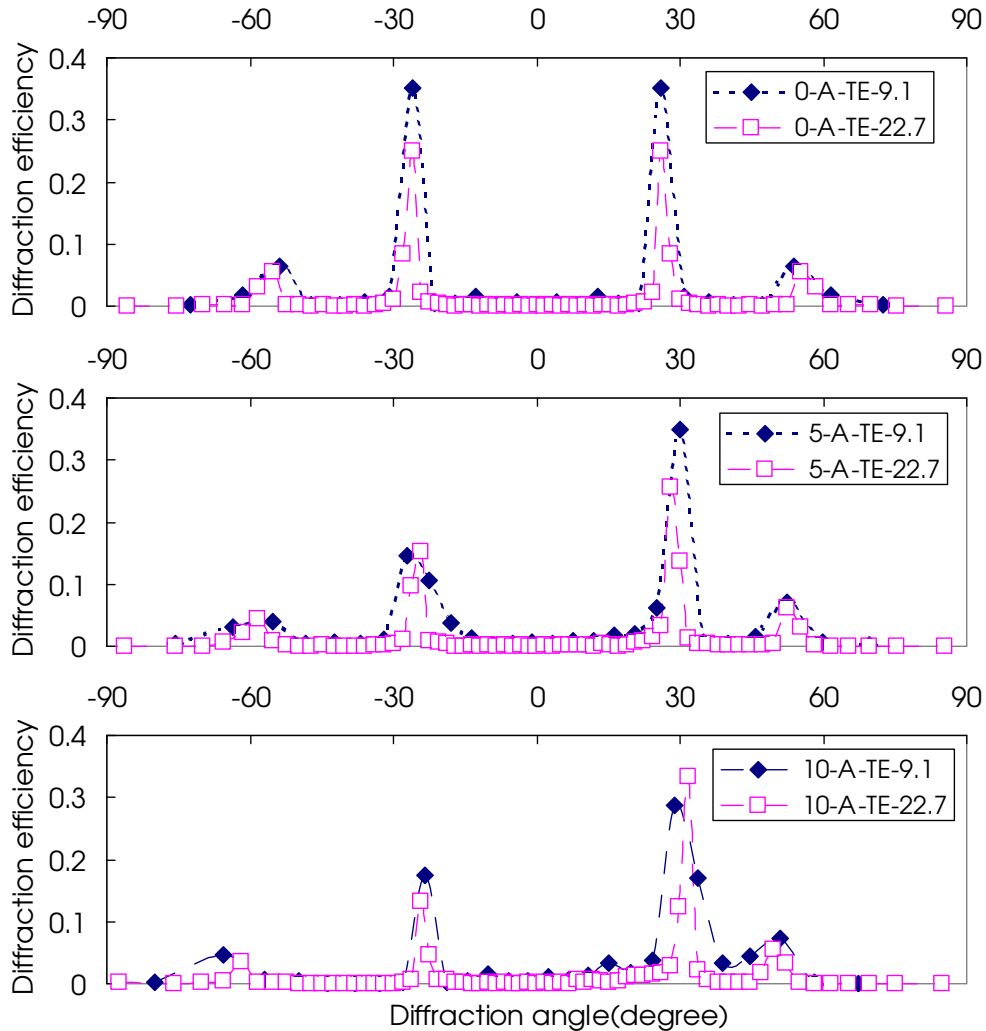 -90 -60 -30 0 30 60 90
Diffraction efficiency
0.4
0.3
0.2
0.1
0
0-A-TE-9.1
0-A-TE-22.7
-90 -60 -30 0 30 60 90
Diffraction efficiency
0.4
0.3
0.2
0.1
0
5-A-TE-9.1
5-A-TE-22.7
-90 -60 -30 0 30 60 90
Diffraction efficiency
0.4
0.3
0.2
0.1
0
10-A-TE-9.1
10-A-TE-22.7
Diffraction angle(degree)